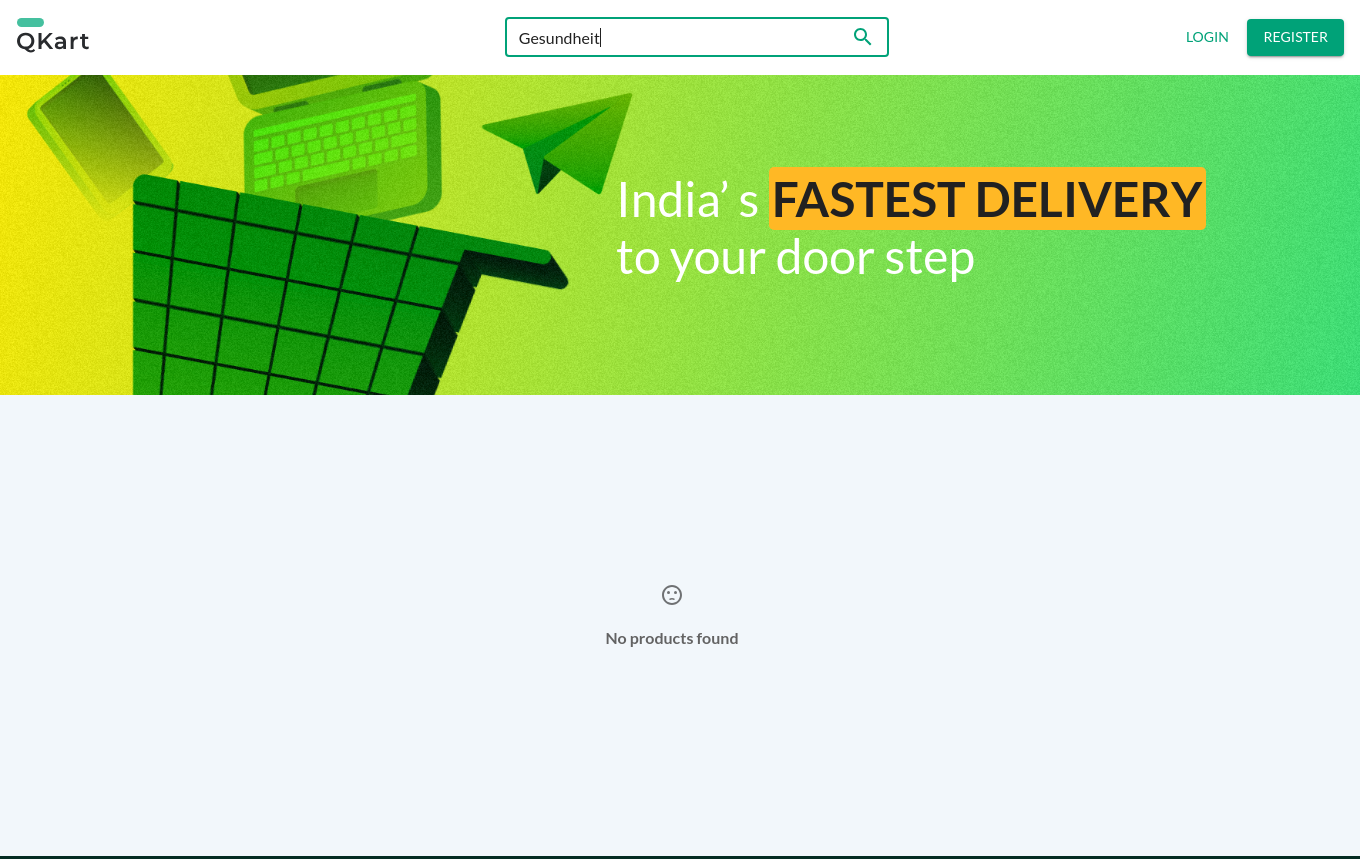 QKart
Gesundheit
LOGIN
REGISTER
India’ s FASTEST DELIVERY
to your door step
No products found